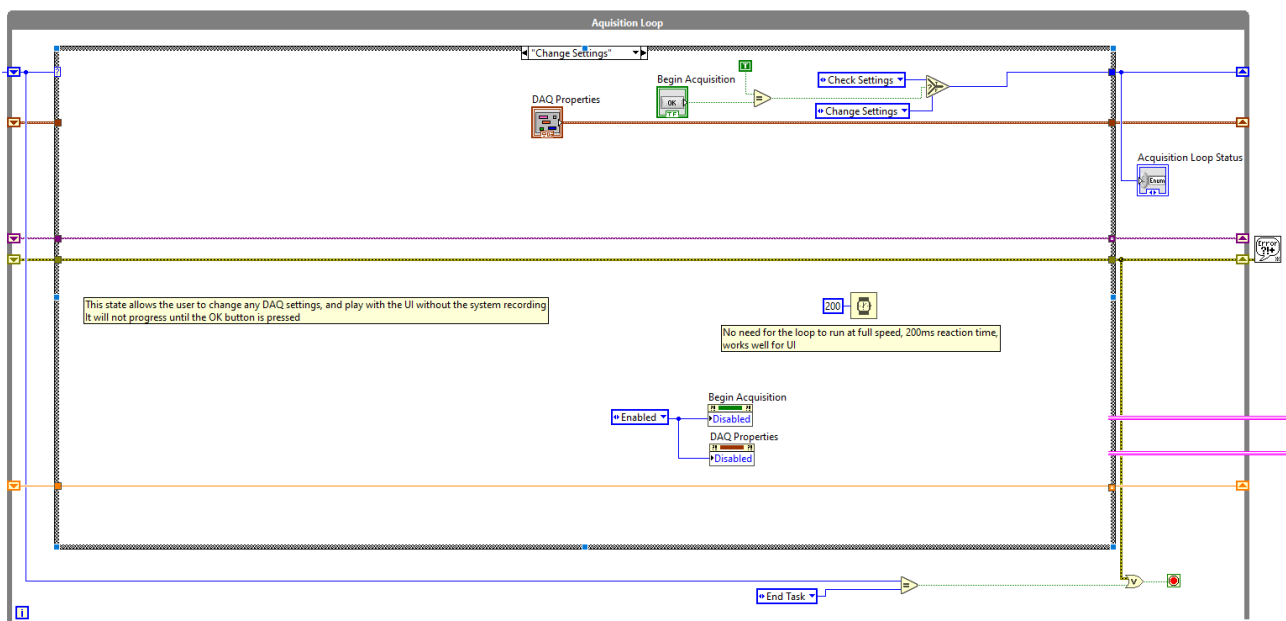 Aquisition Loop
"Change Settings"
Begin Acquisition
T
Check Settings
?
OK
TF
DAQ Properties
=
Change Settings
Acquisition Loop Status
Enum
Error
?!+
This state allows the user to change any DAQ settings, and play with the UI without the system recording
It will not progress until the OK button is pressed
200
No need for the loop to run at full speed, 200ms reaction time,
works well for UI
Begin Acquisition
Enabled
Disabled
DAQ Properties
Disabled
=
V
End Task
i